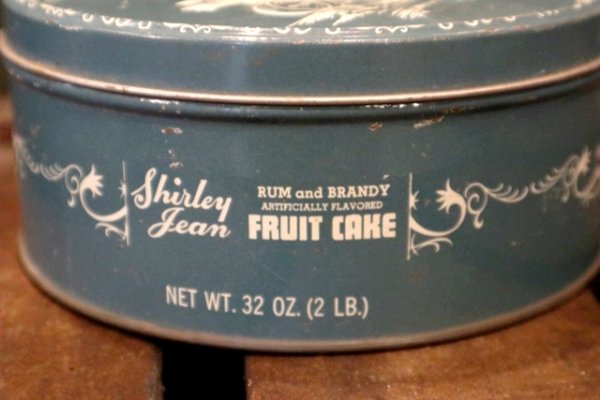 Shirley
Jean
RUM and BRANDY
ARTIFICIALLY FLAVORED
FRUIT CAKE
NET WT. 32 OZ. (2 LB.)